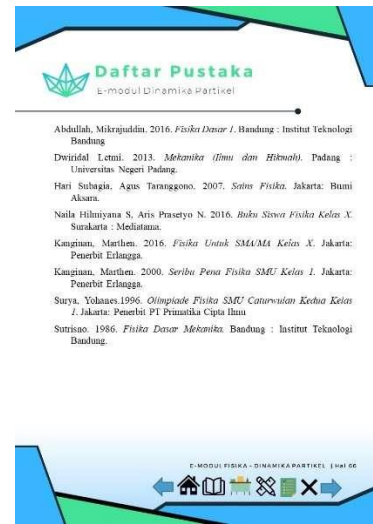 Daftar Pustaka
E-modul Dinamika Partikel
Abdullah, Mikrajuddin. 2016. Fisika Dasar 1. Bandung : Institut Teknologi
Bandung
Dwiridal Letmi. 2013. Mekanika (Ilmu dan Hikmah). Padang :
Universitas Negeri Padang.
Hari Subagia, Agus Taranggono. 2007. Sains Fisika. Jakarta: Bumi
Aksara.
Naila Hilmiyana S, Aris Prasetyo N. 2016. Buku Siswa Fisika Kelas X.
Surakarta : Mediatama.
Kanginan, Marthen. 2016. Fisika Untuk SMA/MA Kelas X. Jakarta:
Penerbit Erlangga.
Kanginan, Marthen. 2000. Seribu Pena Fisika SMU Kelas 1. Jakarta:
Penerbit Erlangga.
Surya, Yohanes.1996. Olimpiade Fisika SMU Caturwulan Kedua Kelas
1. Jakarta: Penerbit PT Primatika Cipta Ilmu
Sutrisno. 1986. Fisika Dasar Mekanika. Bandung : Institut Teknologi
Bandung.
E-MODUL FISIKA - DINAMIKA PARTIKEL | Hal 66